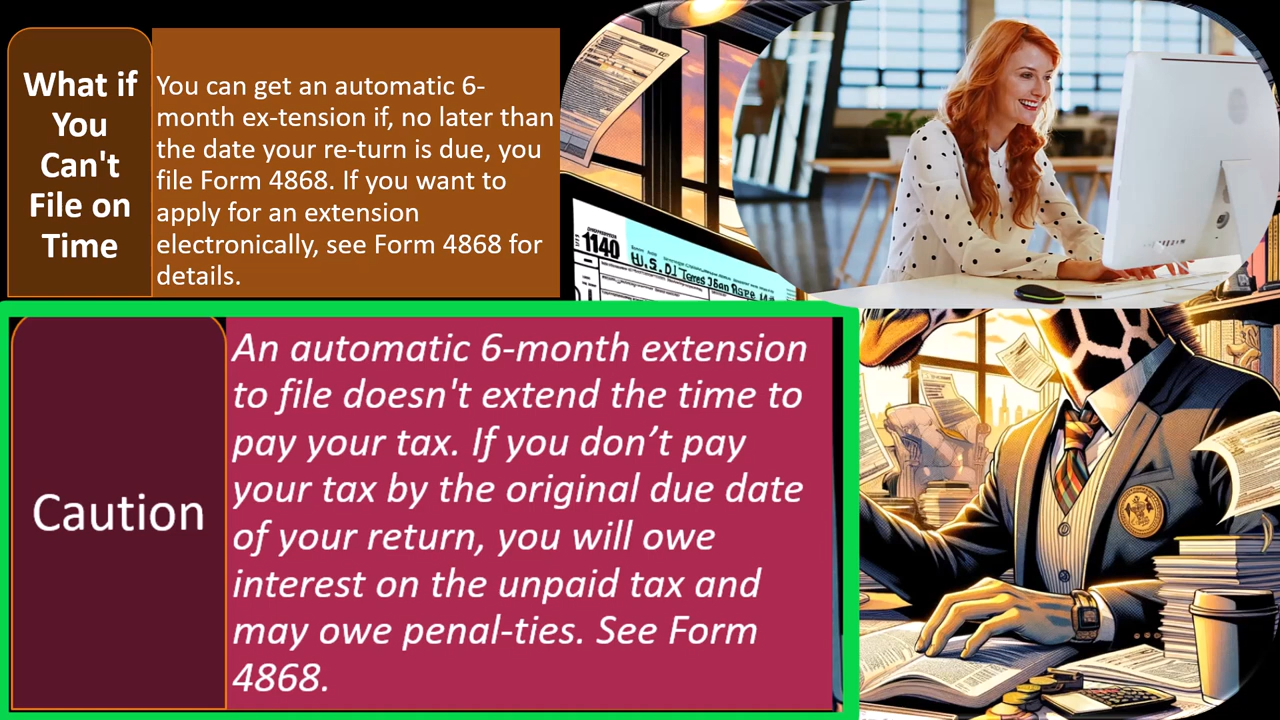 What if
You
Can't
File on
Time
You can get an automatic 6-
month ex-tension if, no later than
the date your re-turn is due, you
file Form 4868. If you want to
apply for an extension
electronically, see Form 4868 for
details.
1140
Caution
An automatic 6-month extension
to file doesn't extend the time to
pay your tax. If you don’t pay
your tax by the original due date
of your return, you will owe
interest on the unpaid tax and
may owe penal-ties. See Form
4868.